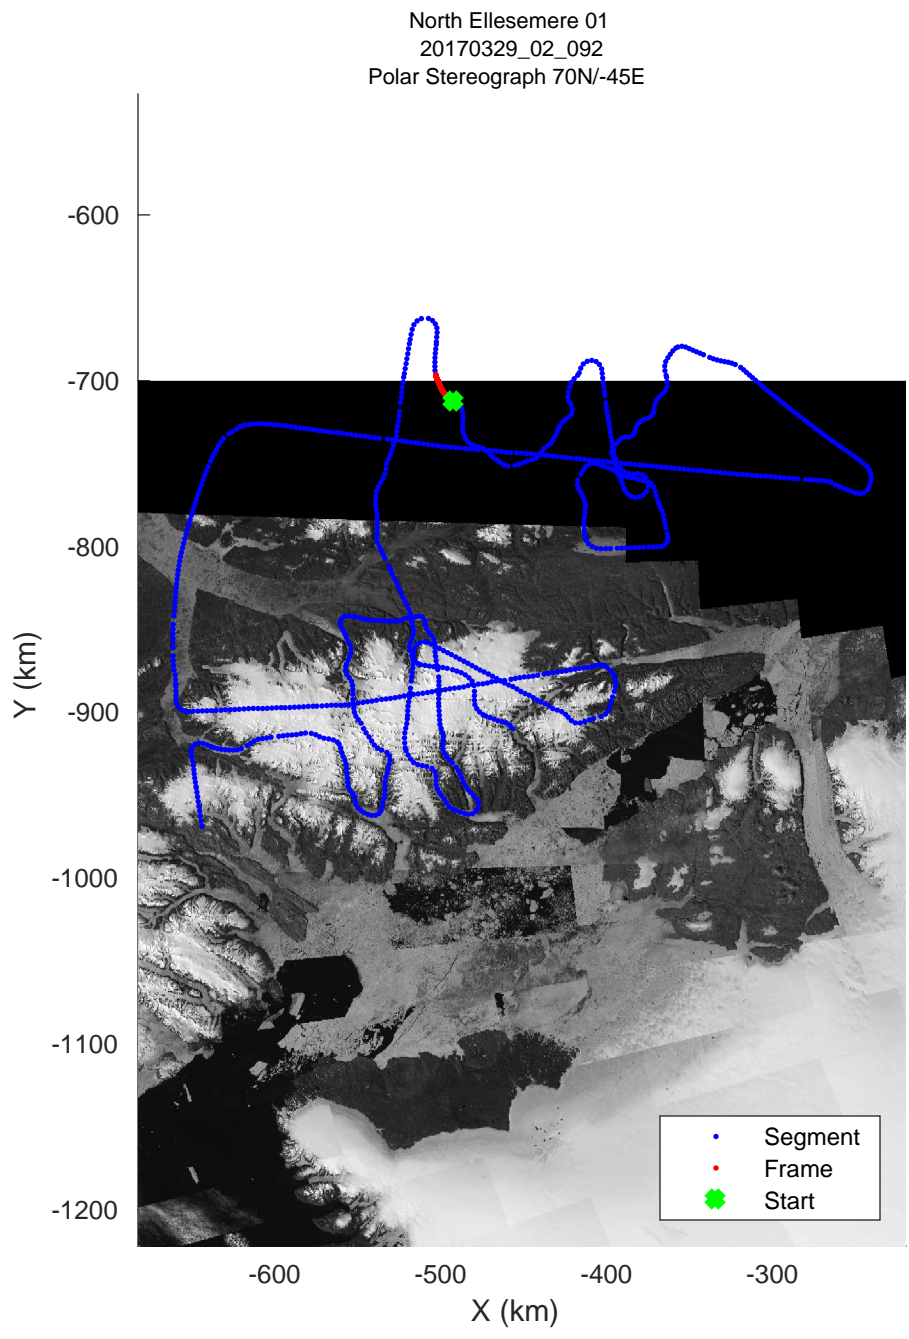 North Ellesemere 01
20170329_02_092
Polar Stereograph 70N/-45E
-600
-700
-800
-900
-1000
-1100
-1200
Y (km)
-600
-500
-400
-300
X (km)
Segment
Frame
Start